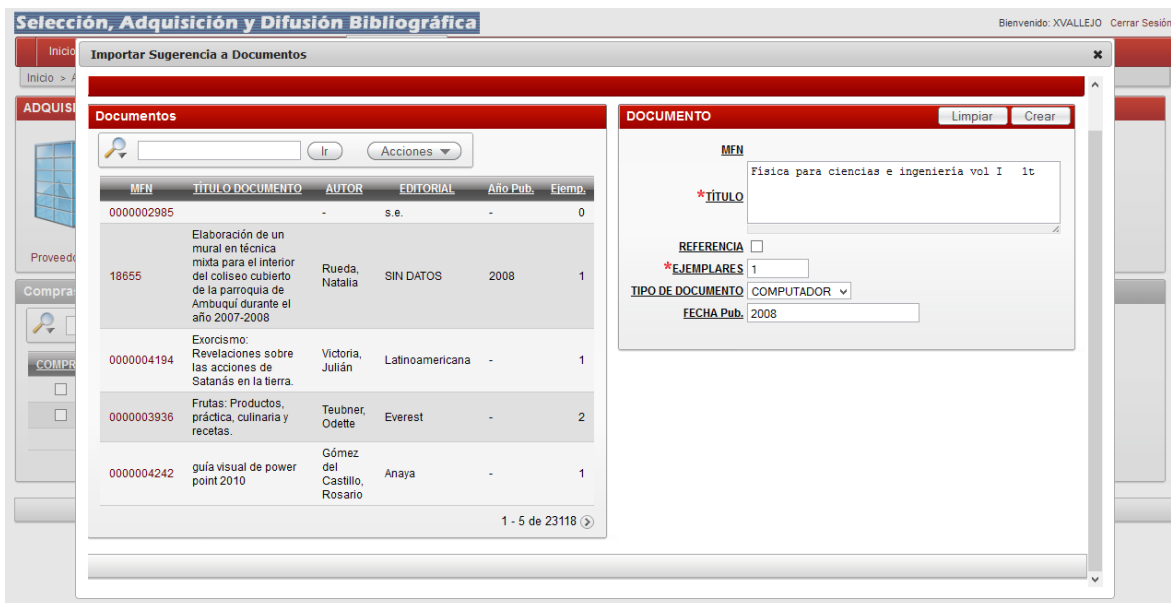 Selección, Adquisición y Difusión Bibliográfica
Bienvenido: XVALLEJO Cerrar Sesión
Inicio
Importar Sugerencia a Documentos
Inicio > A
ADQUISI
Proveedo
Compra
COMPR
Documentos
Ir
Acciones
MFN TÍTULO DOCUMENTO AUTOR EDITORIAL Año Pub. Ejemp.
0000002985 - s.e. - 0
Elaboración de un
mural en técnica
mixta para el interior
del coliseo cubierto
de la parroquia de
Ambuquí durante el
año 2007-2008
18655
Rueda,
Natalia
SIN DATOS 2008 1
Exorcismo:
Revelaciones sobre
las acciones de
Satanás en la tierra.
0000004194
Victoria,
Julián
Latinoamericana - 1
Frutas: Productos,
práctica, culinaria y
recetas.
0000003936
Teubner,
Odette
Everest - 2
guía visual de power
point 2010
0000004242
Gómez
del
Castillo,
Rosario
Anaya - 1
1 - 5 de 23118
DOCUMENTO
Limpiar Crear
MFN
*TÍTULO Física para ciencias e ingeniería vol I 1t
REFERENCIA
*EJEMPLARES 1
TIPO DE DOCUMENTO COMPUTADOR
FECHA Pub. 2008